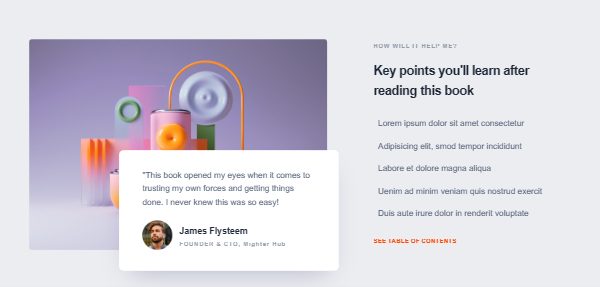 HOW WILL IT HELP ME?
Key points you'll learn after
reading this book
Lorem ipsum dolor sit amet consectetur
Adipisicing elit, smod tempor incididunt
Labore et dolore magna aliqua
Uenim ad minim veniam quis nostrud exercit
Duis aute irure dolor in renderit voluptate
SEE TABLE OF CONTENTS
"This book opened my eyes when it comes to
trusting my own forces and getting things
done. I never knew this was so easy!
James Flysteem
FOUNDER & CTO, Mighter Hub